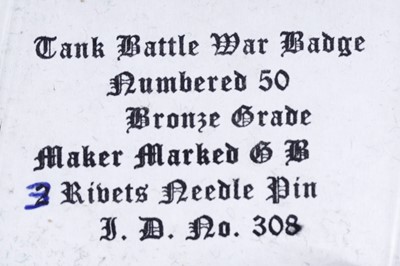 Tank Battle War Badge
Numbered 50
Bronze Grade
Maker Marked G B
3 Rivets Needle Pin
I. D. No. 308